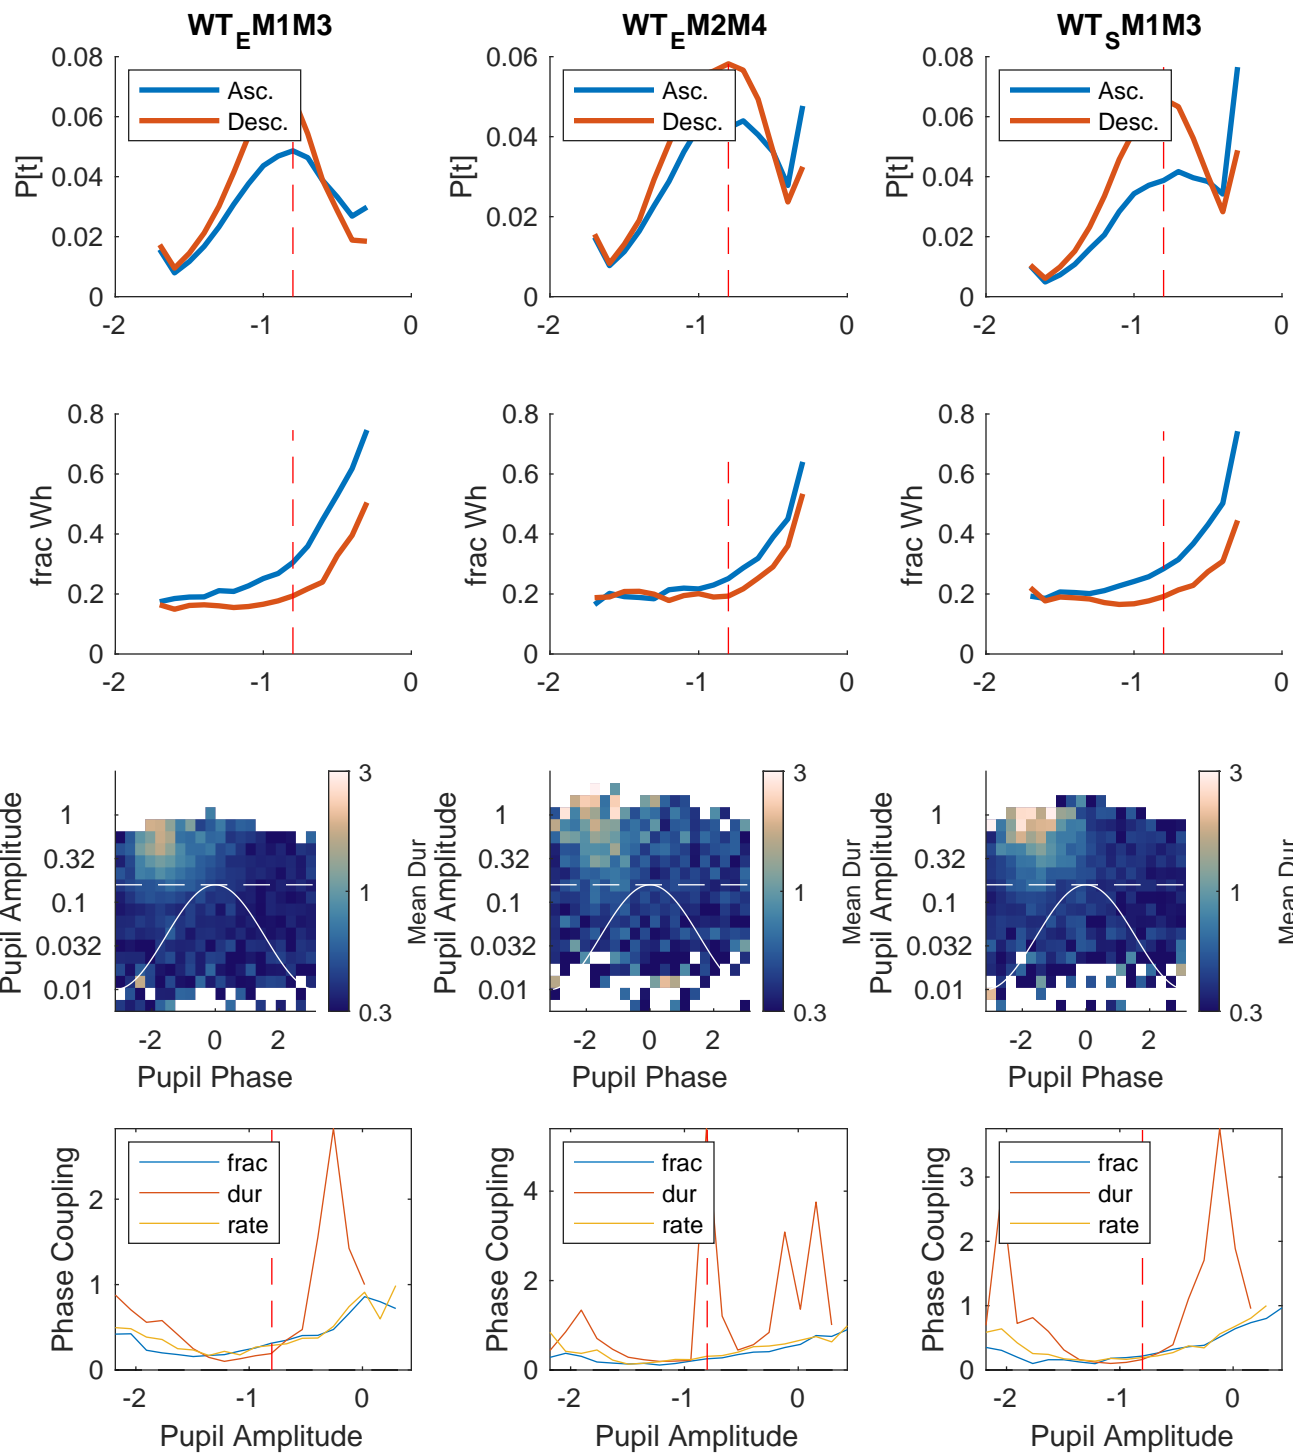 WT_EM1M3
WT_EM2M4
WT_SM1M3
0.08
0.06
0.04
0.02
0
P[t]
Asc.
Desc.
-2
-1
0
0.06
0.04
0.02
0
P[t]
Asc.
Desc.
-2
-1
0
0.08
0.06
0.04
0.02
0
P[t]
Asc.
Desc.
-2
-1
0
0.8
0.6
0.4
0.2
0
frac Wh
-2
-1
0
0.8
0.6
0.4
0.2
0
frac Wh
-2
-1
0
0.8
0.6
0.4
0.2
0
frac Wh
-2
-1
0
Pupil Amplitude
1
0.32
0.1
0.032
0.01
-2
0
2
Pupil Phase
3
1
0.3
Mean Dur
Pupil Amplitude
1
0.32
0.1
0.032
0.01
-2
0
2
Pupil Phase
3
1
0.3
Mean Dur
Pupil Amplitude
1
0.32
0.1
0.032
0.01
-2
0
2
Pupil Phase
3
1
0.3
Mean Dur
Phase Coupling
2
1
0
frac
dur
rate
-2
-1
0
Pupil Amplitude
Phase Coupling
4
2
0
frac
dur
rate
-2
-1
0
Pupil Amplitude
Phase Coupling
3
2
1
0
frac
dur
rate
-2
-1
0
Pupil Amplitude